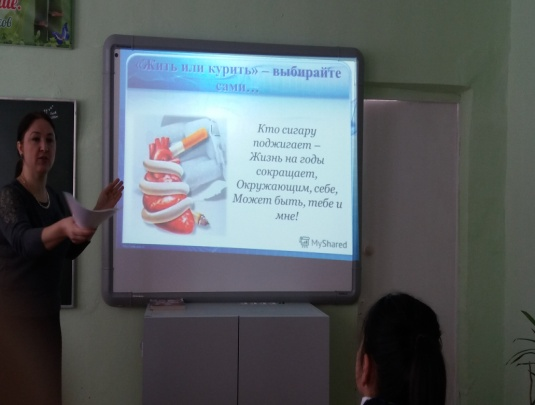 «Жить или курить» – выбирайте
сами…
Кто сигару
поджигает –
Жизнь на годы
сокращает,
Окружающим, себе,
Может быть, тебе и
мне!
MyShared